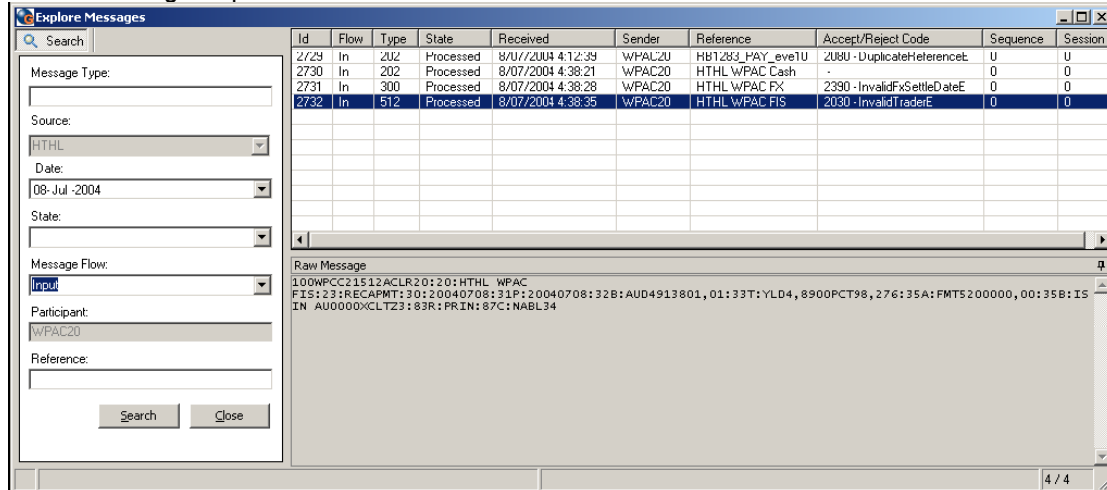 Explore Messages
Search
Message Type:
Source:
HTHL
Date:
08- Jul -2004
State:
Message Flow:
Input
Participant:
WPAC20
Reference:
Search Close
Id Flow Type State Received Sender Reference Accept/Reject Code Sequence Session
2729 In 202 Processed 8/07/2004 4:12:39 WPAC20 HB1283_PAY_eve10 2080 - DuplicateReferenceE 0 0
2730 In 202 Processed 8/07/2004 4:38:21 WPAC20 HTHL WPAC Cash - 0 0
2731 In 300 Processed 8/07/2004 4:38:28 WPAC20 HTHL WPAC FX 2390 - InvalidFxSettleDateE 0 0
2732 In 512 Processed 8/07/2004 4:38:35 WPAC20 HTHL WPAC FIS 2030 - InvalidTraderE 0 0
Raw Message
100WPCC21512ACLR20:20:HTHL WPAC
FIS:23:RECAPMT:30:20040708:31P:20040708:32B:AUD4913801,01:33T:YLD4,8900PCT98,276:35A:FMT5200000,00:35B:IS
IN AU0000XCLTZ3:83R:PRIN:87C:NABL34
4 / 4